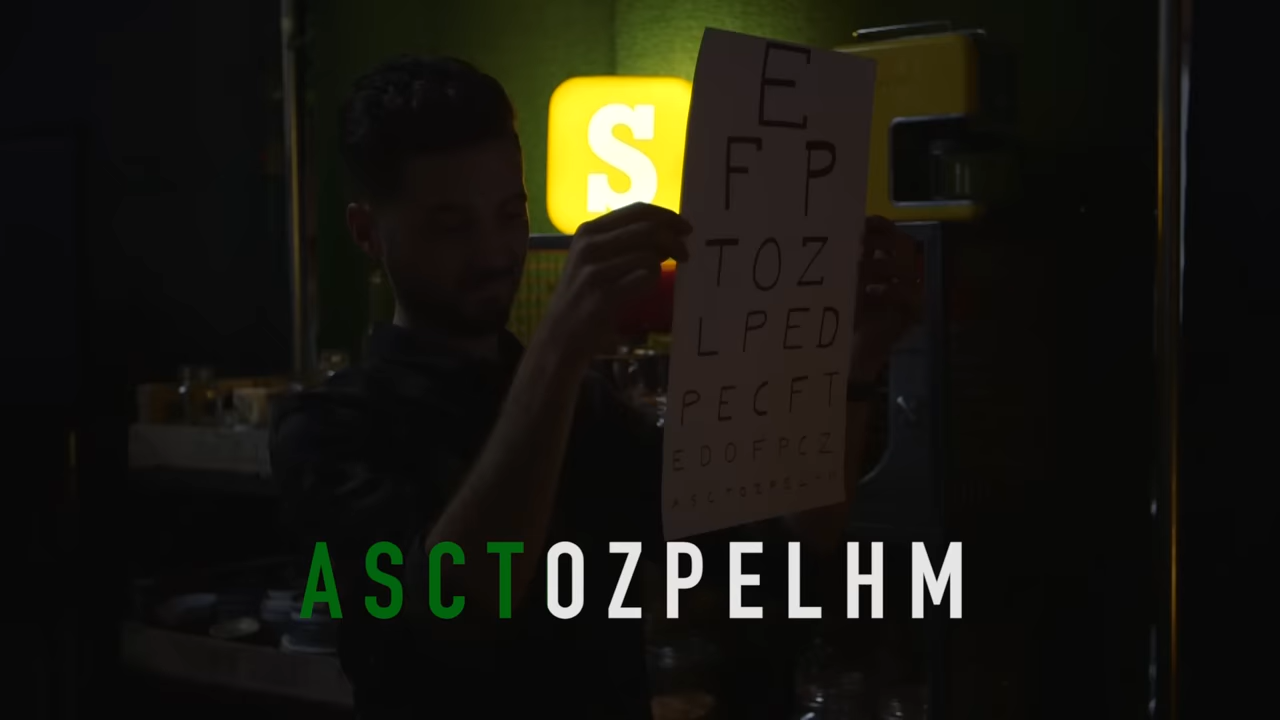 S
E
F P
T O Z
L P E D
P E C F T
E D O F P C Z
A S C T O Z P E L H M
ASCTOZPELHM